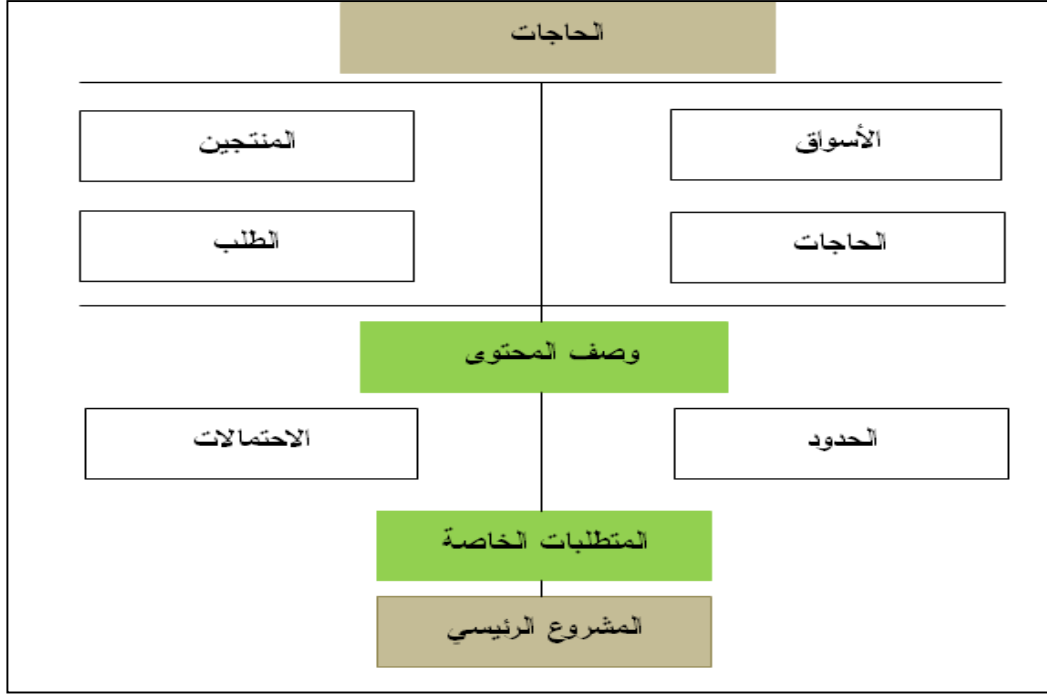 الحاجات
الأسواق
المنتجين
الحاجات
الطلب
وصف المحتوى
الحدود
الاحتمالات
المتطلبات الخاصة
المشروع الرئيسي